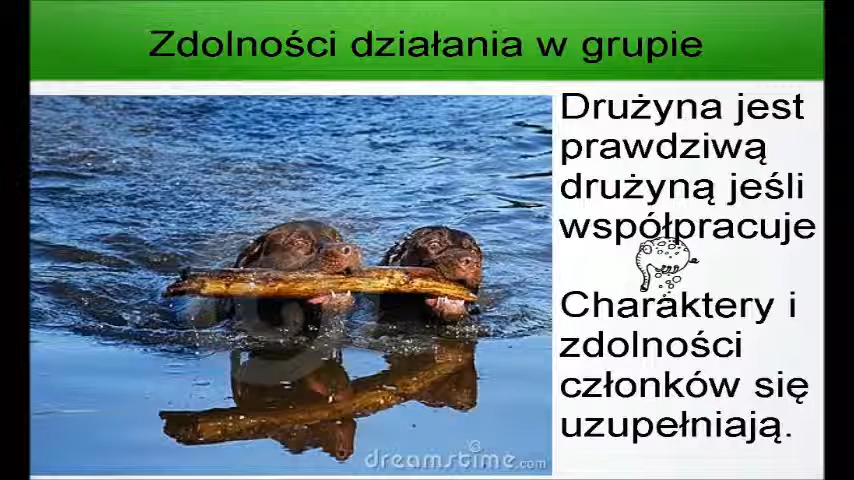 Zdolności działania w grupie
Drużyna jest
prawdziwą
drużyną jeśli
współpracuje
Charaktery i
zdolności
członków się
uzupełniają.
dreamstime.com